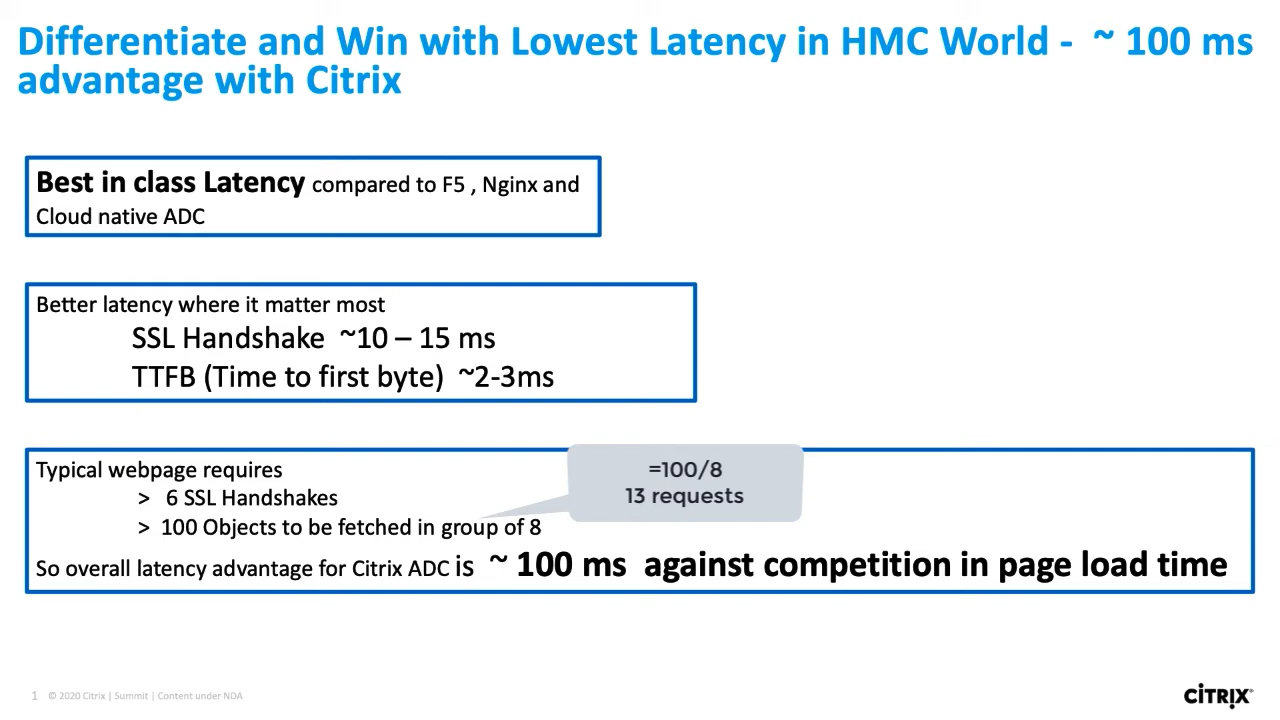 Differentiate and Win with Lowest Latency in HMC World -  ~ 100 ms
advantage with Citrix
Best in class Latency compared to F5 , Nginx and
Cloud native ADC
Better latency where it matter most
SSL Handshake  ~10 – 15 ms
TTFB (Time to first byte)  ~2-3ms
Typical webpage requires
>  6 SSL Handshakes
>  100 Objects to be fetched in group of 8
=100/8
13 requests
So overall latency advantage for Citrix ADC is  ~ 100 ms  against competition in page load time
1  © 2020 Citrix | Summit | Content under NDA
CİTRIX